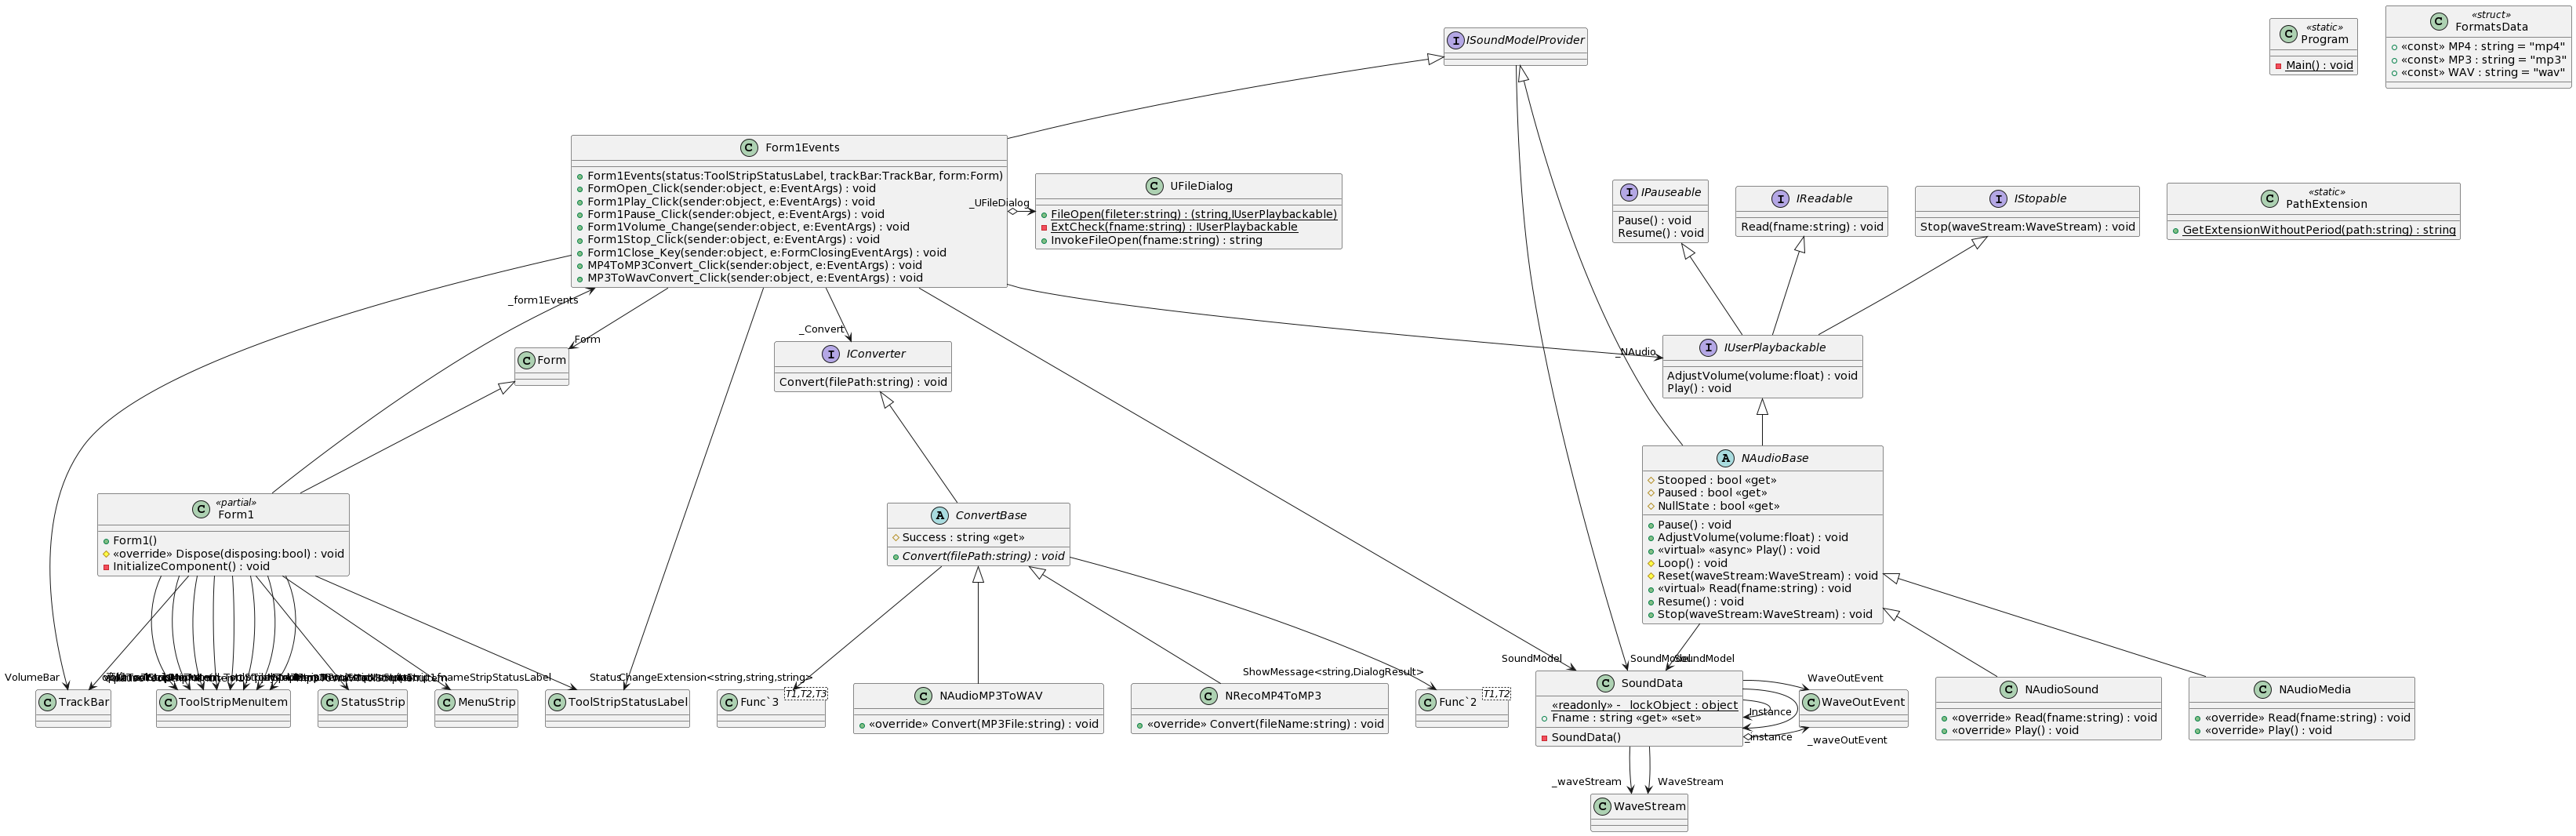 ISoundModelProvider
«static»
Program
Main() : void
«struct»
FormatsData
«const» MP4 : string = "mp4"
«const» MP3 : string = "mp3"
«const» WAV : string = "wav"
Form1Events
Form1Events(status:ToolStripStatusLabel, trackBar:TrackBar, form:Form)
FormOpen_Click(sender:object, e:EventArgs) : void
Form1Play_Click(sender:object, e:EventArgs) : void
Form1Pause_Click(sender:object, e:EventArgs) : void
Form1Volume_Change(sender:object, e:EventArgs) : void
Form1Stop_Click(sender:object, e:EventArgs) : void
Form1Close_Key(sender:object, e:FormClosingEventArgs) : void
MP4ToMP3Convert_Click(sender:object, e:EventArgs) : void
MP3ToWavConvert_Click(sender:object, e:EventArgs) : void
_UFileDialog
UFileDialog
FileOpen(fileter:string) : (string,IUserPlaybackable)
ExtCheck(fname:string) : IUserPlaybackable
InvokeFileOpen(fname:string) : string
IPauseable
Pause() : void
Resume() : void
IReadable
Read(fname:string) : void
IStopable
Stop(waveStream:WaveStream) : void
«static»
PathExtension
GetExtensionWithoutPeriod(path:string) : string
_form1Events
Form
Form
_Convert
IConverter
Convert(filePath:string) : void
_NAudio
IUserPlaybackable
AdjustVolume(volume:float) : void
Play() : void
«partial»
Form1
Form1()
«override» Dispose(disposing:bool) : void
InitializeComponent() : void
ConvertBase
Success : string «get»
Convert(filePath:string) : void
NAudioBase
Stooped : bool «get»
Paused : bool «get»
NullState : bool «get»
Pause() : void
AdjustVolume(volume:float) : void
«virtual» «async» Play() : void
Loop() : void
Reset(waveStream:WaveStream) : void
«virtual» Read(fname:string) : void
Resume() : void
Stop(waveStream:WaveStream) : void
VolumeBar
fnameStripStatusLabel
StatusChangeExtension<string,string,string>
ShowMessage<string,DialogResult>
SoundModel
SoundModel
SoundModel
TrackBar
ToolStripMenuItem
StatusStrip
MenuStrip
ToolStripStatusLabel
Func`3
T1,T2,T3
NAudioMP3ToWAV
«override» Convert(MP3File:string) : void
NRecoMP4ToMP3
«override» Convert(fileName:string) : void
Func`2
T1,T2
SoundData
«readonly» - _lockObject : object
Fname : string «get» «set»
SoundData()
Instance
_instance
WaveOutEvent
WaveOutEvent
_waveOutEvent
NAudioSound
«override» Read(fname:string) : void
«override» Play() : void
NAudioMedia
«override» Read(fname:string) : void
«override» Play() : void
_waveStream
WaveStream
WaveStream